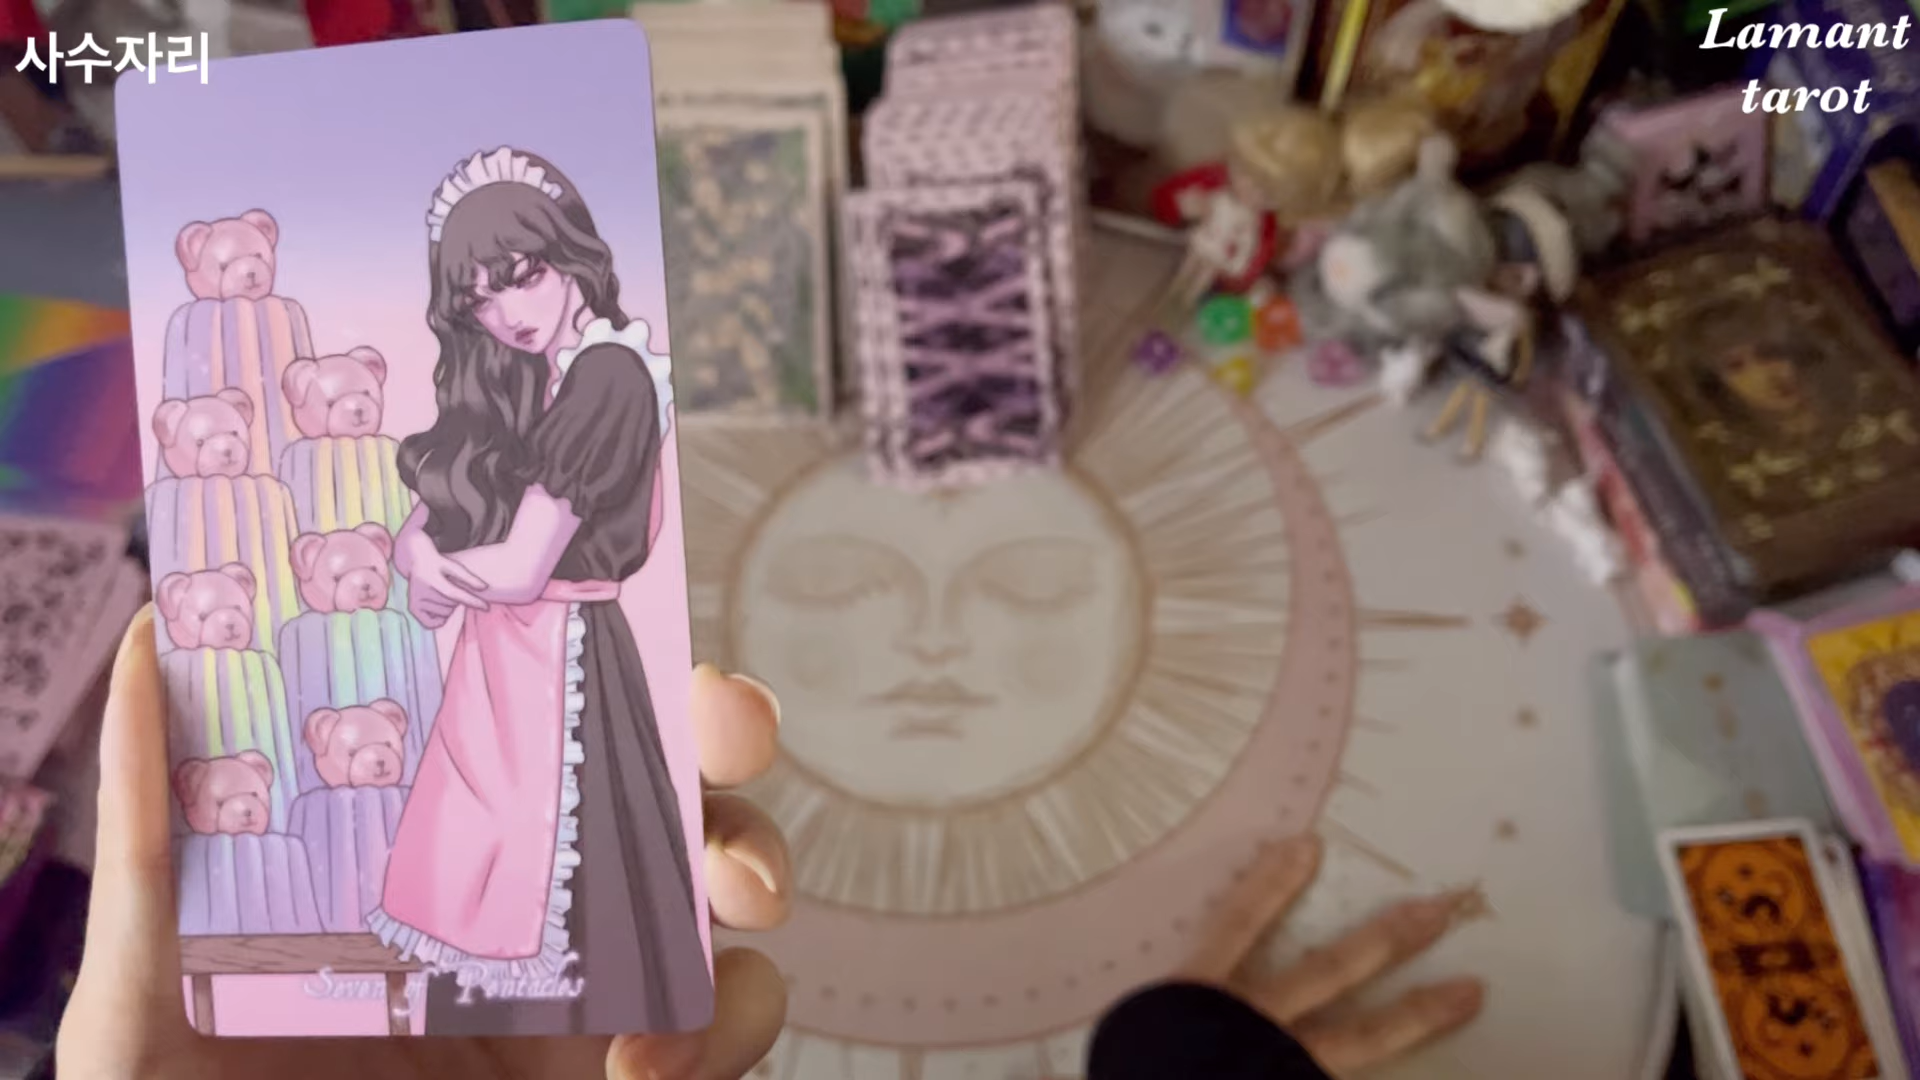 사수자리
Lamant
tarot
Seven of Pentacles